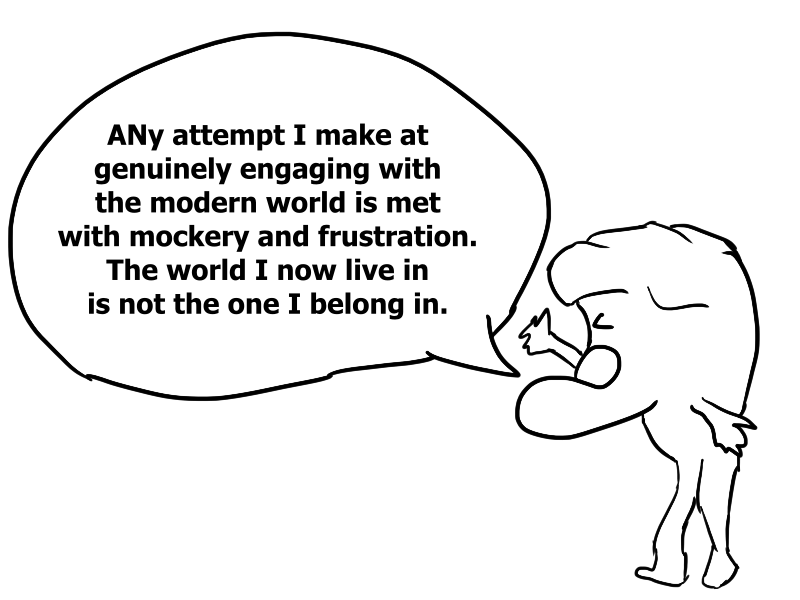 ANy attempt I make at
genuinely engaging with
the modern world is met
with mockery and frustration.
The world I now live in
is not the one I belong in.